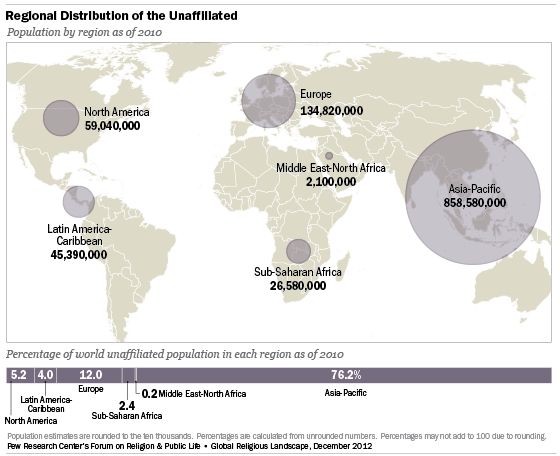 Regional Distribution of the Unaffiliated
Population by region as of 2010
North America
59,040,000
Europe
134,820,000
Middle East-North Africa
2,100,000
Asia-Pacific
858,580,000
Latin America-
Caribbean
45,390,000
Sub-Saharan Africa
26,580,000
Percentage of world unaffiliated population in each region as of 2010
5.2 4.0 12.0 76.2%
Europe 0.2 Middle East-North Africa Asia-Pacific
Latin America-
Caribbean
2.4
Sub-Saharan Africa
North America
Population estimates are rounded to the ten thousands. Percentages are calculated from unrounded numbers. Percentages may not add to 100 due to rounding.
Pew Research Center's Forum on Religion & Public Life • Global Religious Landscape, December 2012